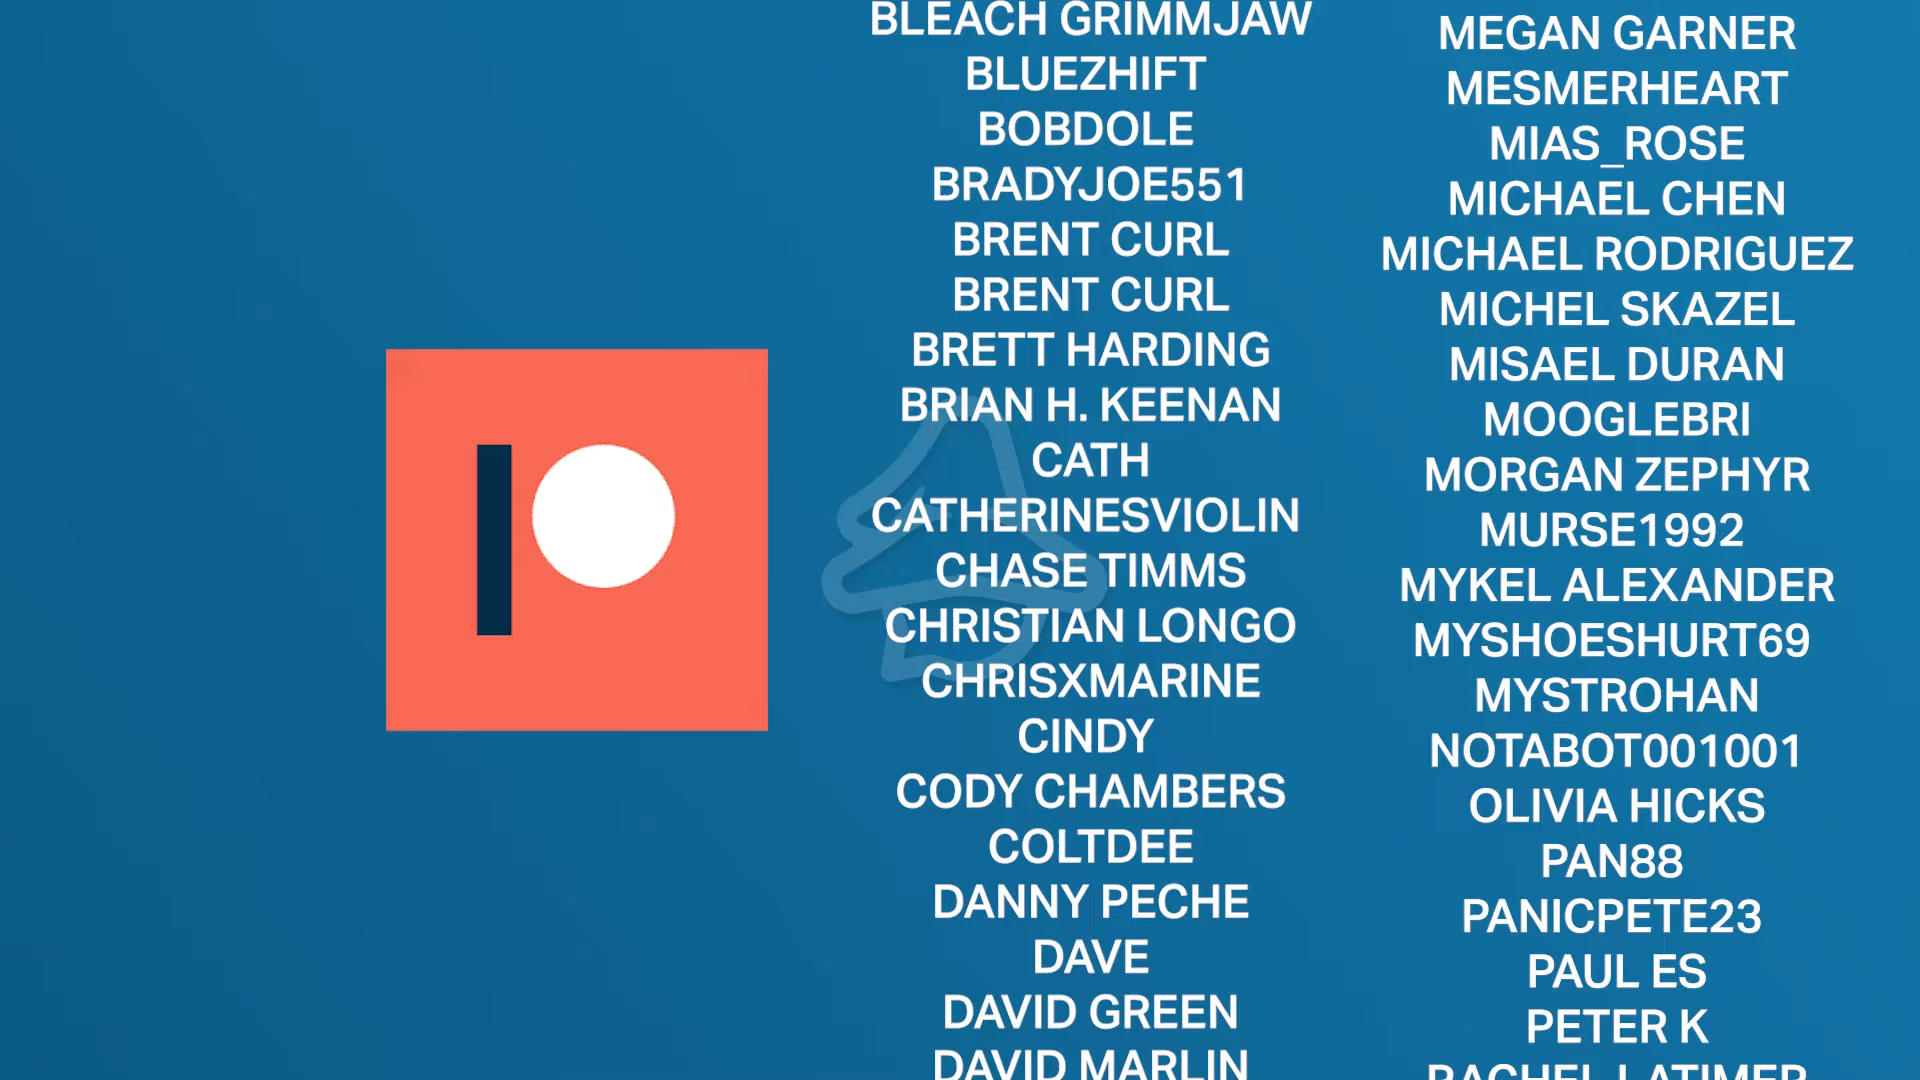 BLEACH GRIMMJAW
BLUEZHIFT
BOBDOLE
BRADYJOE551
BRENT CURL
BRENT CURL
BRETT HARDING
BRIAN H. KEENAN
CATH
CATHERINESVIOLIN
CHASE TIMMS
CHRISTIAN LONGO
CHRISXMARINE
CINDY
CODY CHAMBERS
COLTDEE
DANNY PECHE
DAVE
DAVID GREEN
DAVID MARLIN
MEGAN GARNER
MESMERHEART
MIAS_ROSE
MICHAEL CHEN
MICHAEL RODRIGUEZ
MICHEL SKAZEL
MISAEL DURAN
MOOGLEBRI
MORGAN ZEPHYR
MURSE1992
MYKEL ALEXANDER
MYSHOESHURT69
MYSTROHAN
NOTABOT001001
OLIVIA HICKS
PAN88
PANICPETE23
PAUL ES
PETER K
RACHEL LATIMER